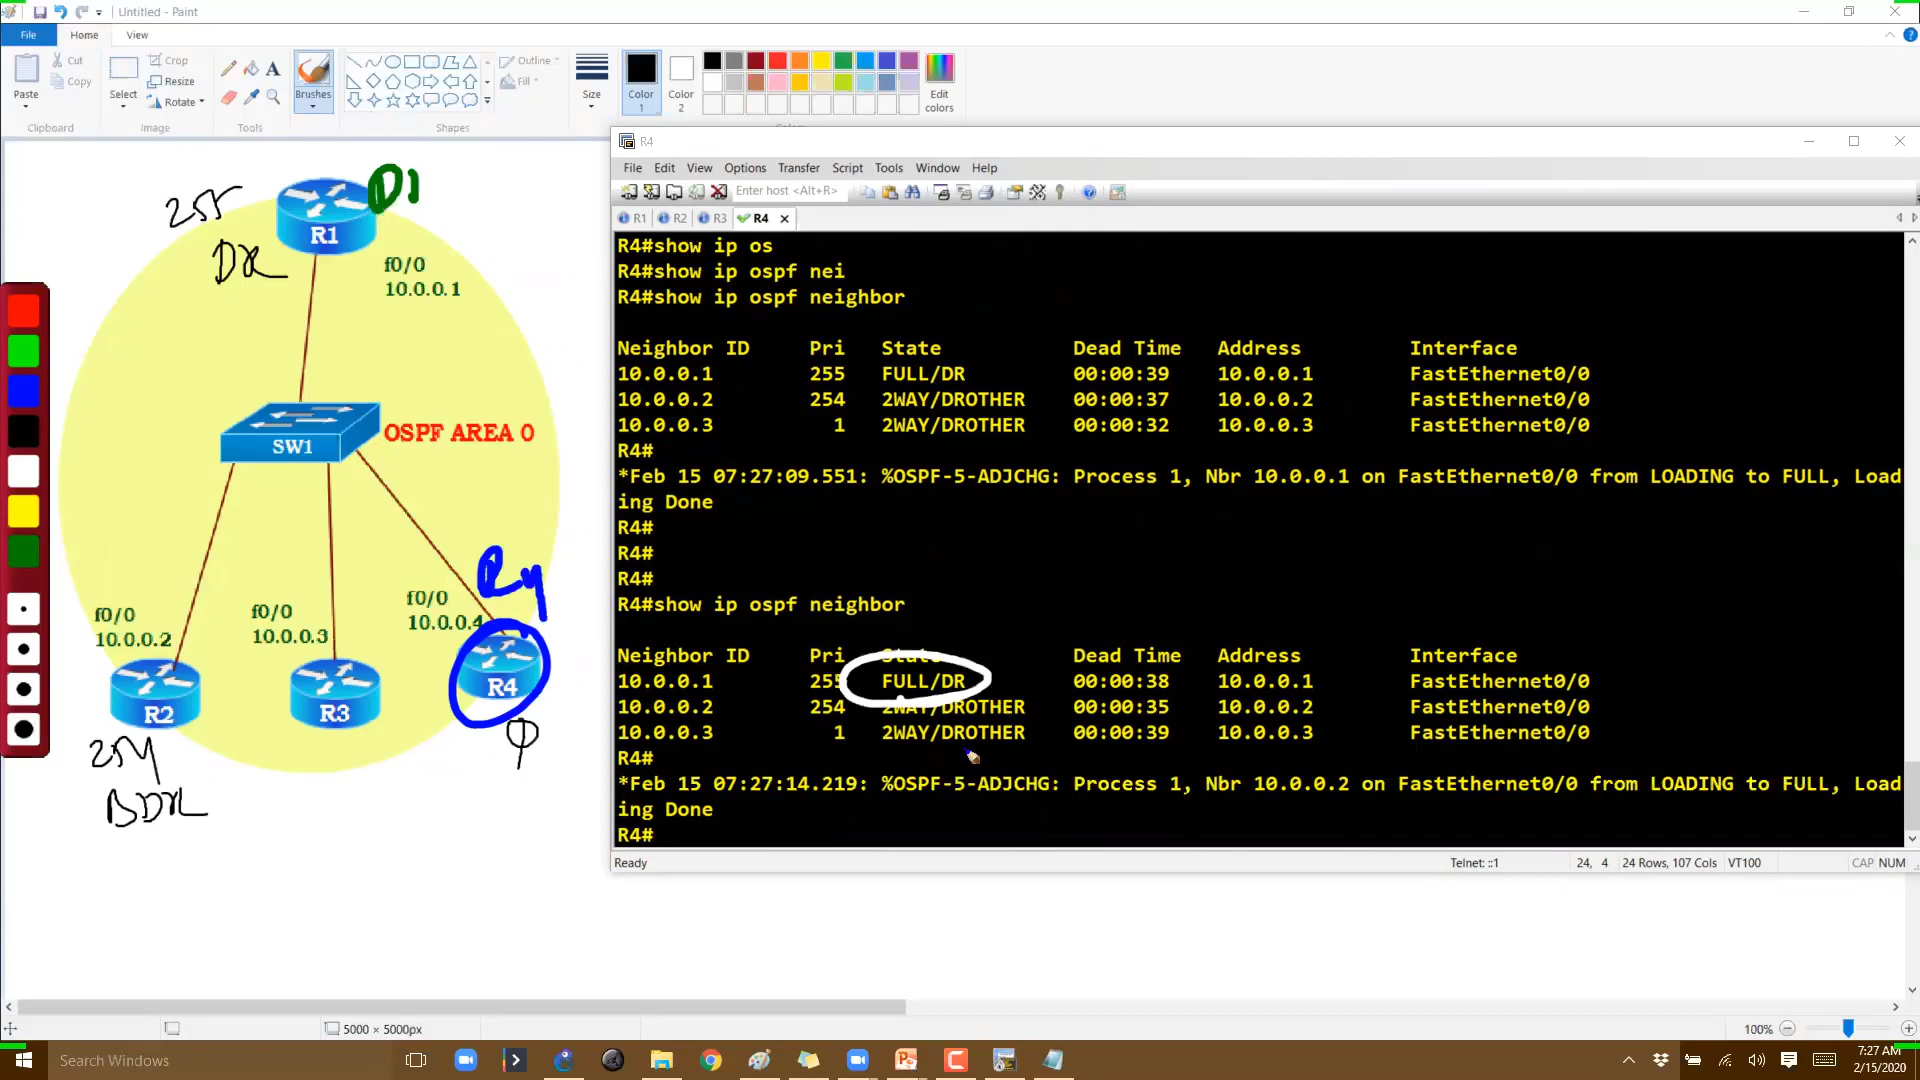 Untitled - Paint
File Home View
Paste
Cut
Copy
Clipboard
Select
Crop
Resize
Rotate
Image
Tools
Brushes
Shapes
Outline
Fill
Size
Color 1
Color 2
Edit colors
255
DR
R1
f0/0
10.0.0.1
SW1
OSPF AREA 0
R4
f0/0
10.0.0.2
f0/0
10.0.0.3
f0/0
10.0.0.4
R2
R3
R4
254
BDR
R4
File Edit View Options Transfer Script Tools Window Help
Enter host <Alt+R>
R1 R2 R3 R4
R4#show ip os
R4#show ip ospf nei
R4#show ip ospf neighbor
Neighbor ID Pri State Dead Time Address Interface
10.0.0.1 255 FULL/DR 00:00:39 10.0.0.1 FastEthernet0/0
10.0.0.2 254 2WAY/DROTHER 00:00:37 10.0.0.2 FastEthernet0/0
10.0.0.3 1 2WAY/DROTHER 00:00:32 10.0.0.3 FastEthernet0/0
R4#
*Feb 15 07:27:09.551: %OSPF-5-ADJCHG: Process 1, Nbr 10.0.0.1 on FastEthernet0/0 from LOADING to FULL, Load
ing Done
R4#
R4#
R4#
R4#show ip ospf neighbor
Neighbor ID Pri State Dead Time Address Interface
10.0.0.1 255 FULL/DR 00:00:38 10.0.0.1 FastEthernet0/0
10.0.0.2 254 2WAY/DROTHER 00:00:35 10.0.0.2 FastEthernet0/0
10.0.0.3 1 2WAY/DROTHER 00:00:39 10.0.0.3 FastEthernet0/0
R4#
*Feb 15 07:27:14.219: %OSPF-5-ADJCHG: Process 1, Nbr 10.0.0.2 on FastEthernet0/0 from LOADING to FULL, Load
ing Done
R4#
Ready Telnet: ::1 24, 4 24 Rows, 107 Cols VT100 CAP NUM
5000 × 5000px
100%
Search Windows
7:27 AM
2/15/2020